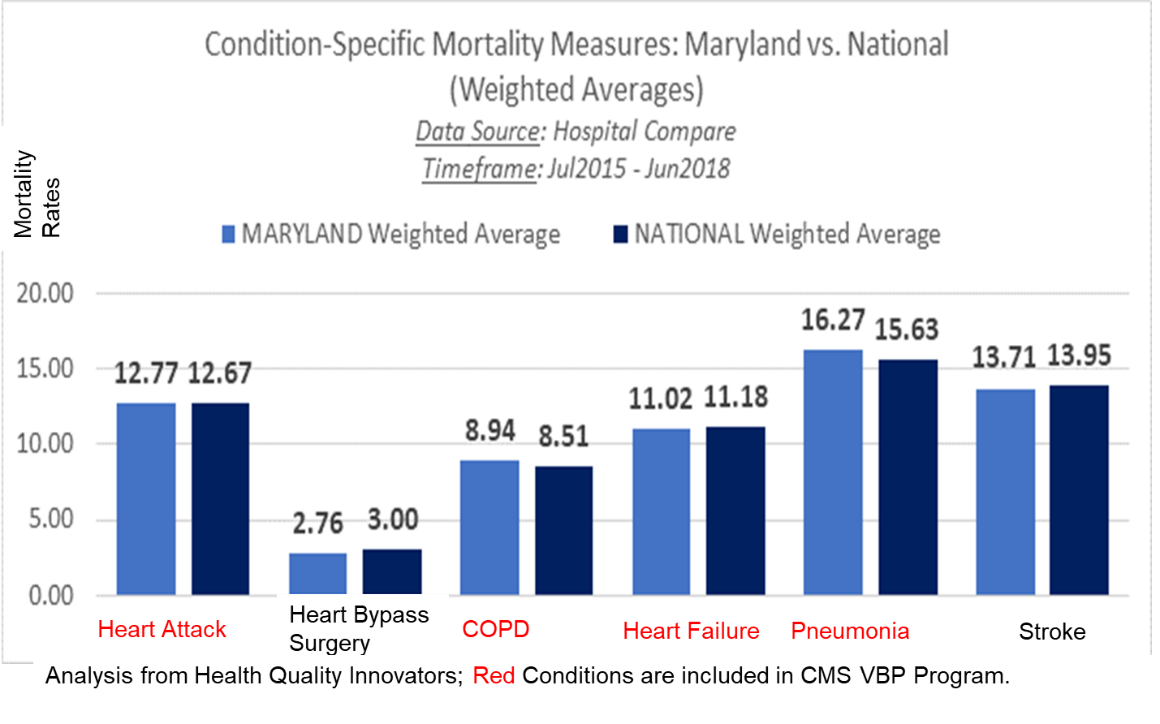 Condition-Specific Mortality Measures: Maryland vs. National
(Weighted Averages)
Data Source: Hospital Compare
Timeframe: Jul2015 - Jun2018
Mortality
Rates
MARYLAND Weighted Average
NATIONAL Weighted Average
20.00
15.00
10.00
5.00
0.00
12.77
12.67
2.76
3.00
8.94
8.51
11.02
11.18
16.27
15.63
13.71
13.95
Heart Attack
Heart Bypass
Surgery
COPD
Heart Failure
Pneumonia
Stroke
Analysis from Health Quality Innovators; Red Conditions are included in CMS VBP Program.